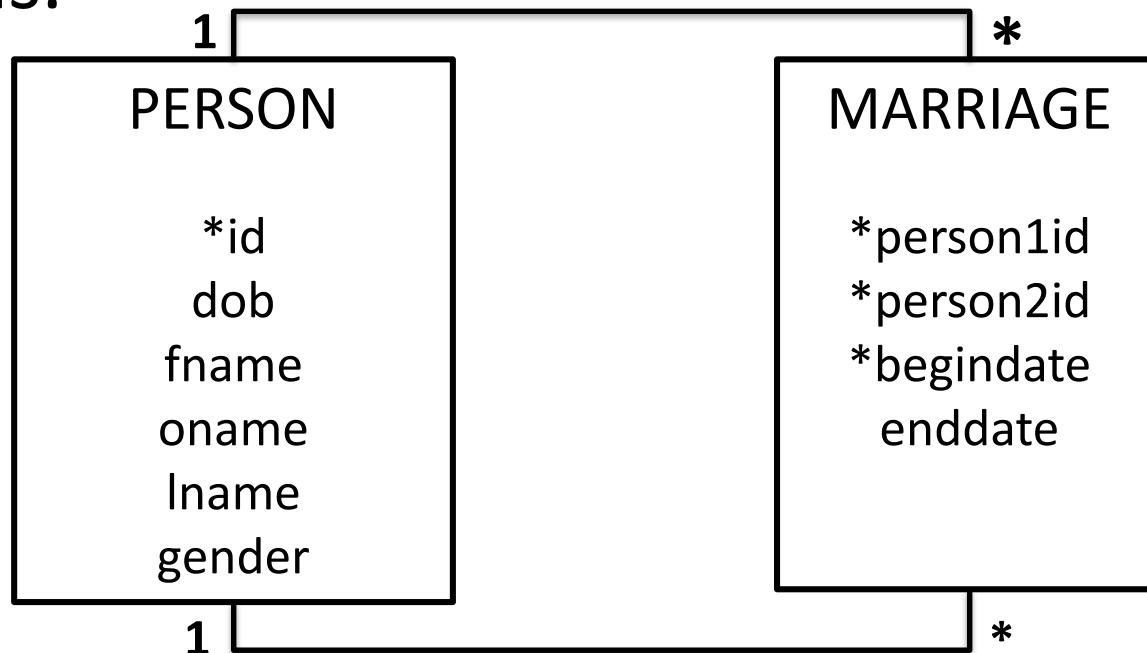 1 *
PERSON
*id
dob
fname
oname
lname
gender
MARRIAGE
*person1id
*person2id
*begindate
enddate
1 *